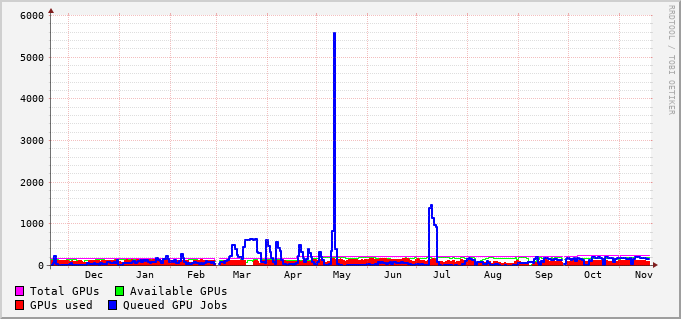 6000
5000
4000
3000
2000
1000
0
Dec Jan Feb Mar Apr May Jun Jul Aug Sep Oct Nov
Total GPUs Available GPUs
GPUs used Queued GPU Jobs
RRDTOOL / TOBI OETIKER